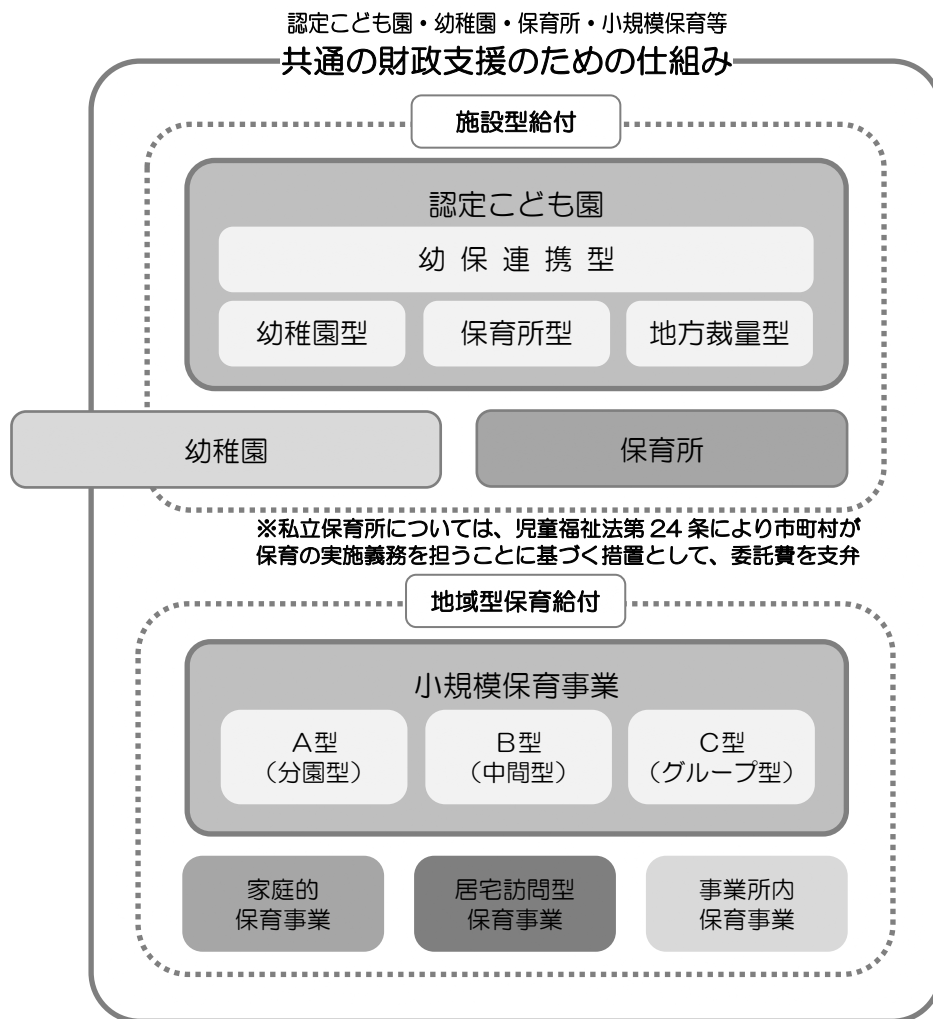 認定こども園・幼稚園・保育所・小規模保育等
共通の財政支援のための仕組み
施設型給付
認定こども園
幼保連携型
幼稚園型
保育所型
地方裁量型
幼稚園
保育所
※私立保育所については、児童福祉法第24条により市町村が
保育の実施義務を担うことに基づく措置として、委託費を支弁
地域型保育給付
小規模保育事業
A型
（分園型）
B型
（中間型）
C型
（グループ型）
家庭的
保育事業
居宅訪問型
保育事業
事業所内
保育事業